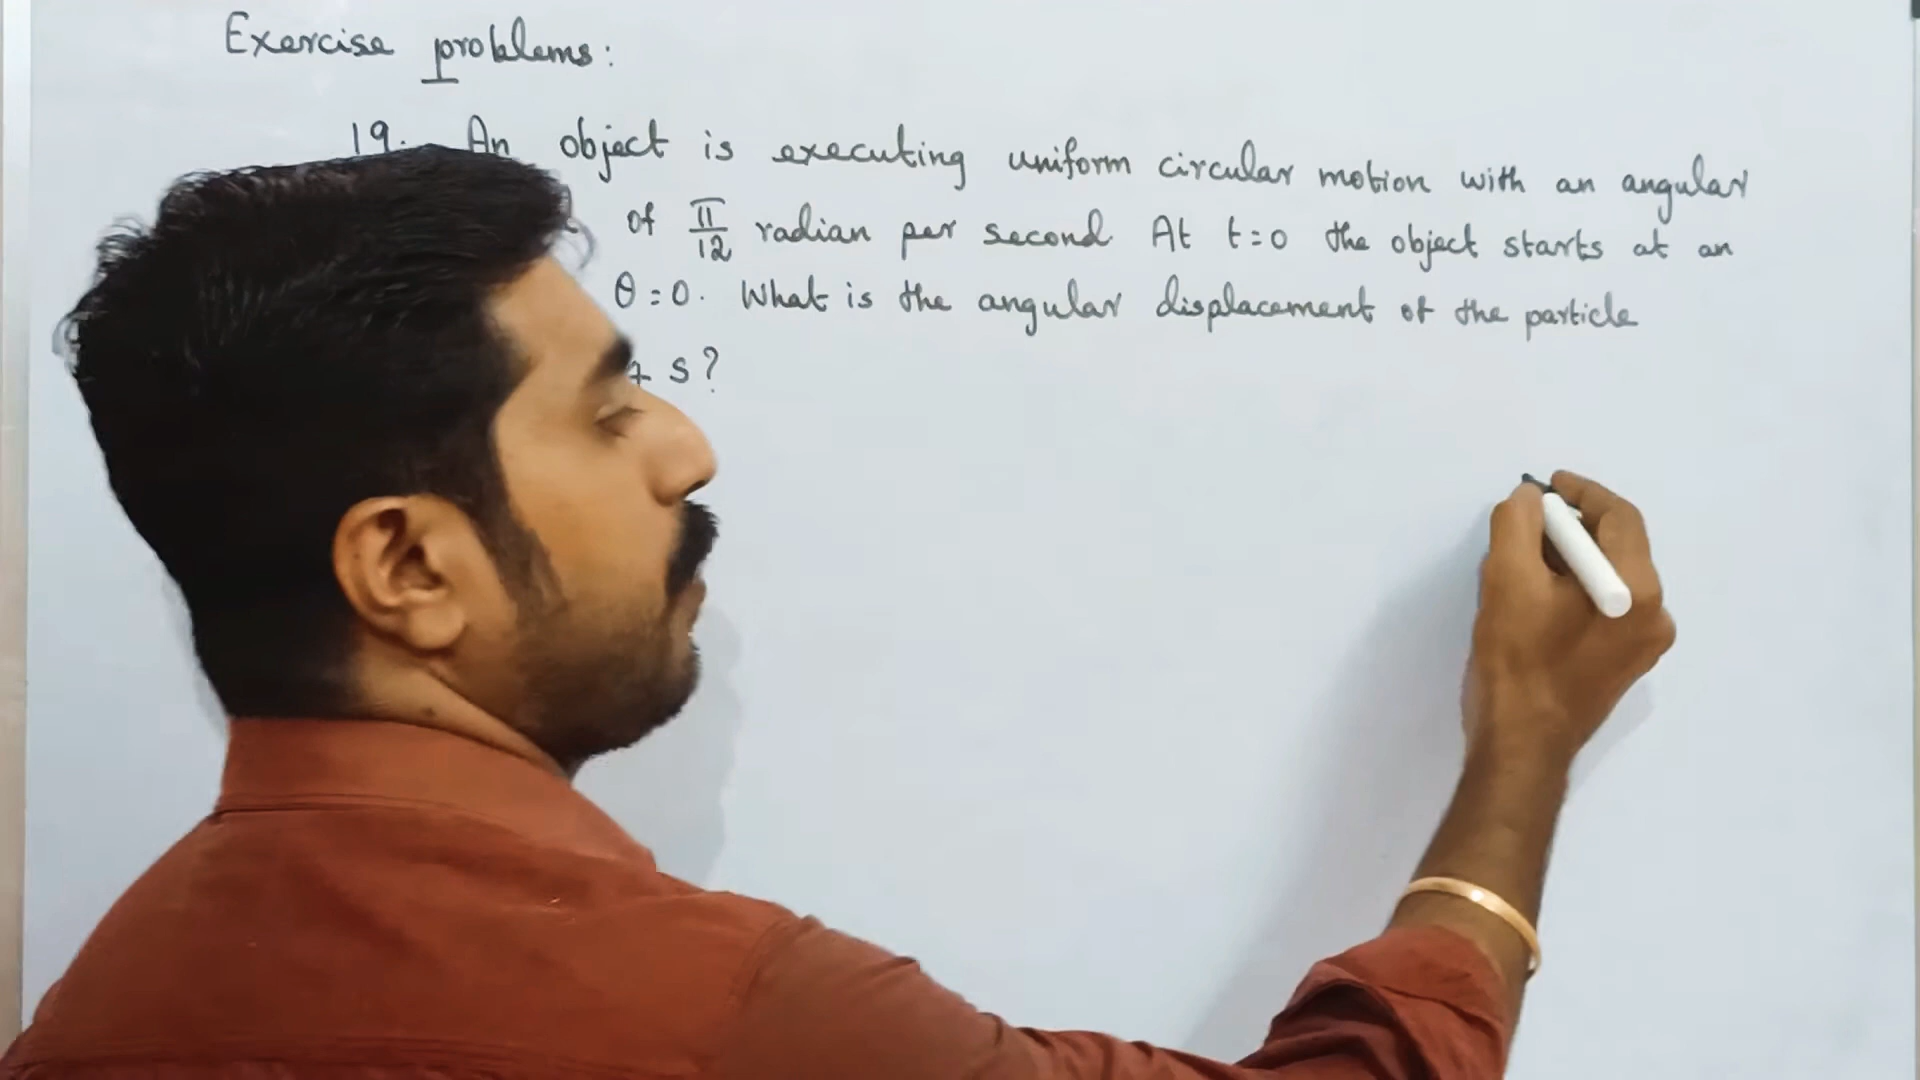 Exercise problems:
19. An object is executing uniform circular motion with an angular
of π/12 radian per second At t=0 the object starts at an
θ=0. What is the angular displacement of the particle
s?